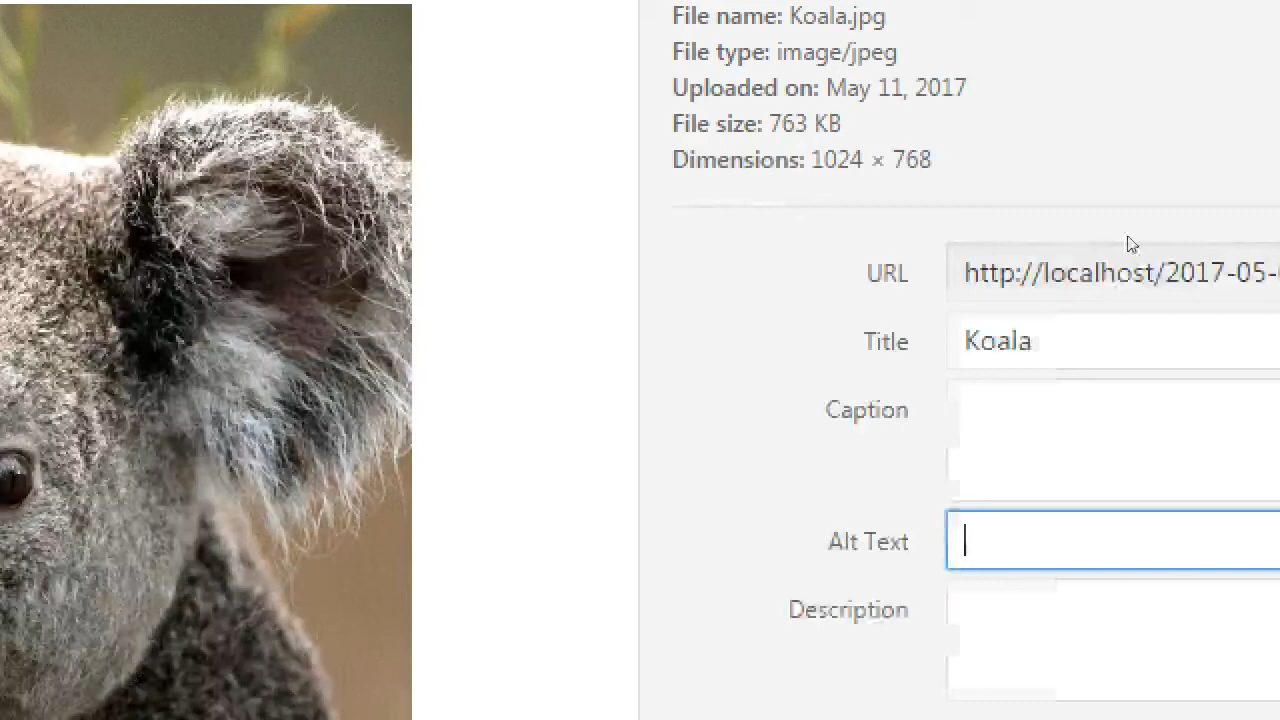 File name: Koala.jpg
File type: image/jpeg
Uploaded on: May 11, 2017
File size: 763 KB
Dimensions: 1024 × 768
URL http://localhost/2017-05-
Title Koala
Caption
Alt Text
Description